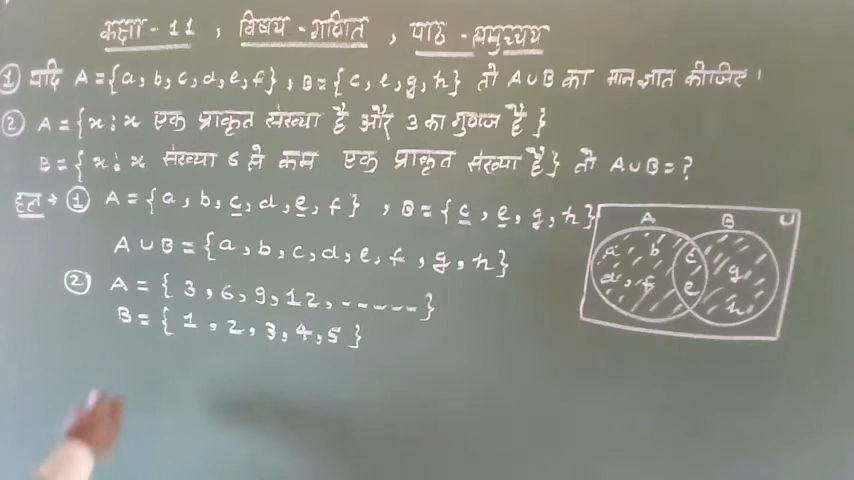 कक्षा - 11 , विषय - गणित , पाठ - समुच्चय
① यदि A = {a, b, c, d, e, f} , B = {c, e, g, h} तो A∪B का मान ज्ञात कीजिए।
② A = {x : x एक प्राकृत संख्या है और 3 का गुणज है}
B = {x : x संख्या 6 से कम एक प्राकृत संख्या है} तो A∪B = ?
हल → ① A = {a, b, c, d, e, f} , B = {c, e, g, h}
A∪B = {a, b, c, d, e, f, g, h}
② A = {3, 6, 9, 12, ------}
B = {1, 2, 3, 4, 5}
A B U
a b c g
d, f e h